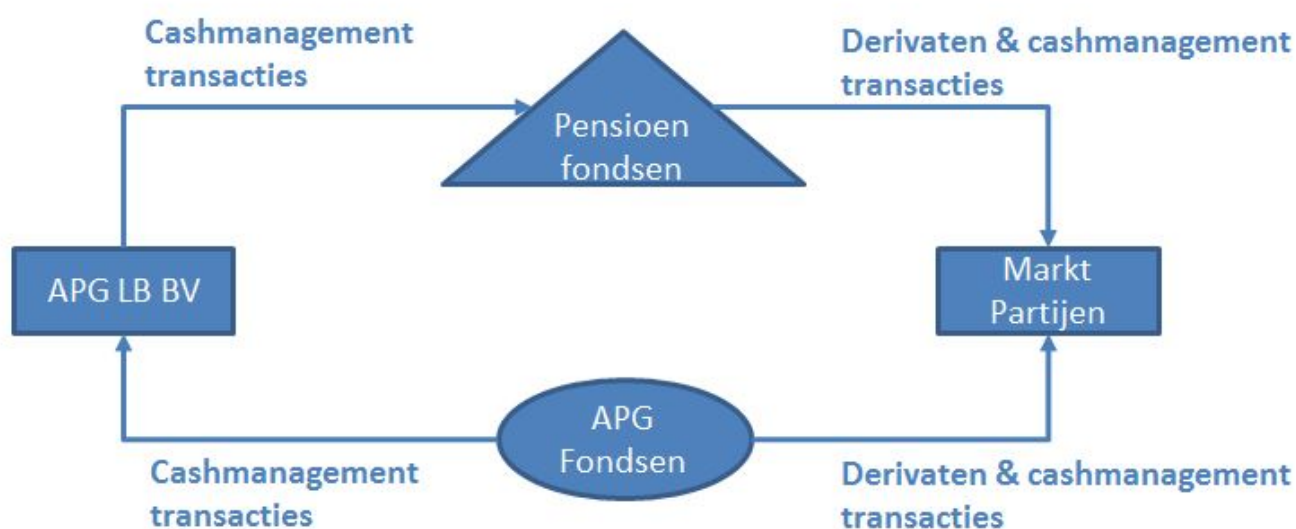 Cashmanagement
transacties
Derivaten & cashmanagement
transacties
Pensioen
fondsen
APG LB BV
Markt
Partijen
APG
Fondsen
Cashmanagement
transacties
Derivaten & cashmanagement
transacties